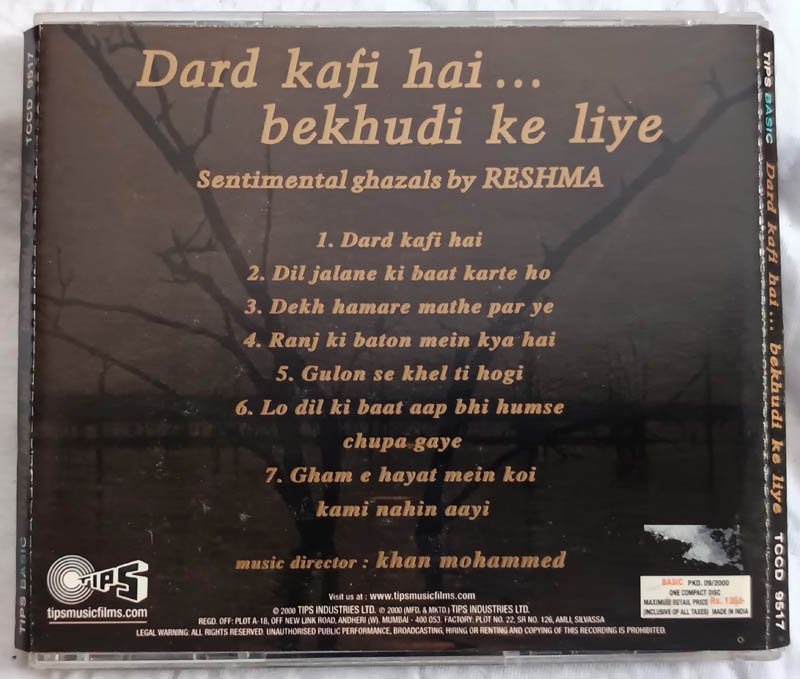 Dard kafi hai ...
bekhudi ke liye
Sentimental ghazals by RESHMA
1. Dard kafi hai
2. Dil jalane ki baat karte ho
3. Dekh hamare mathe par ye
4. Ranj ki baton mein kya hai
5. Gulon se khel ti hogi
6. Lo dil ki baat aap bhi humse
chupa gaye
7. Gham e hayat mein koi
kami nahin aayi
music director : khan mohammed
TIPS
tipsmusicfilms.com
Visit us at : www.tipsmusicfilms.com
© 2000 TIPS INDUSTRIES LTD. ℗ 2000 (MFD. & MKTD.) TIPS INDUSTRIES LTD.
REGD. OFF: PLOT A-18, OFF NEW LINK ROAD, ANDHERI (W). MUMBAI - 400 053. FACTORY: PLOT NO. 22, SR NO. 126, AMLI, SILVASSA
LEGAL WARNING: ALL RIGHTS RESERVED. UNAUTHORISED PUBLIC PERFORMANCE, BROADCASTING, HIRING OR RENTING AND COPYING OF THIS RECORDING IS PROHIBITED.
BASIC PKD. 09/2000
ONE COMPACT DISC
MAXIMUM RETAIL PRICE Rs.
(INCLUSIVE OF ALL TAXES) MADE IN INDIA
TIPS BASIC TCCD 9517
TIPS BASIC Dard kafi hai ... bekhudi ke liye TCCD 9517